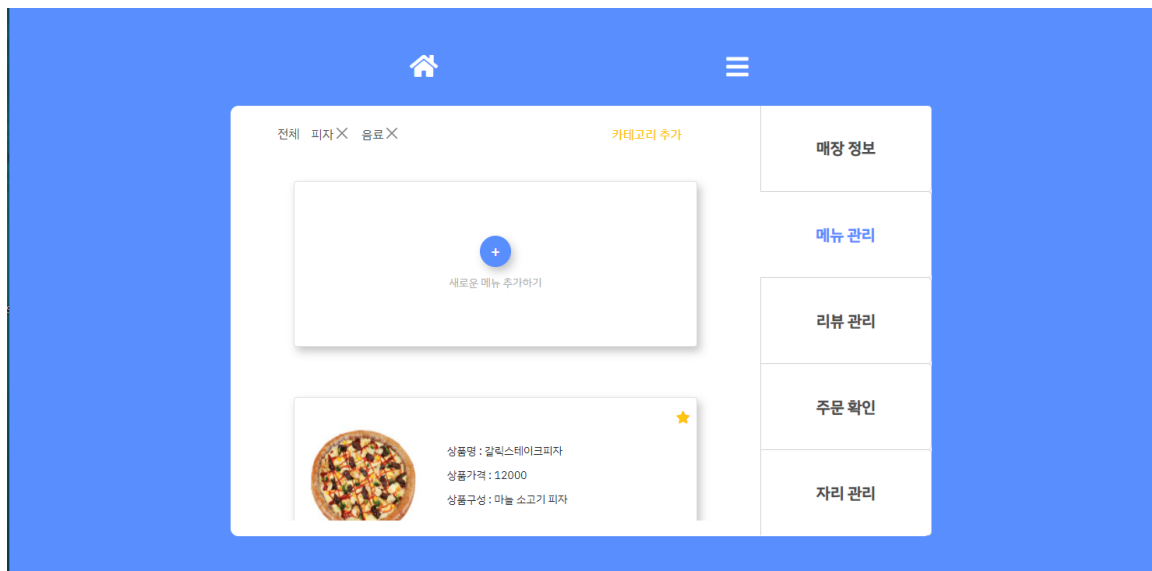 전체 피자 음료 카테고리 추가
+
새로운 메뉴 추가하기
상품명 : 갈릭스테이크피자
상품가격 : 12000
상품구성 : 마늘 소고기 피자
매장 정보
메뉴 관리
리뷰 관리
주문 확인
자리 관리